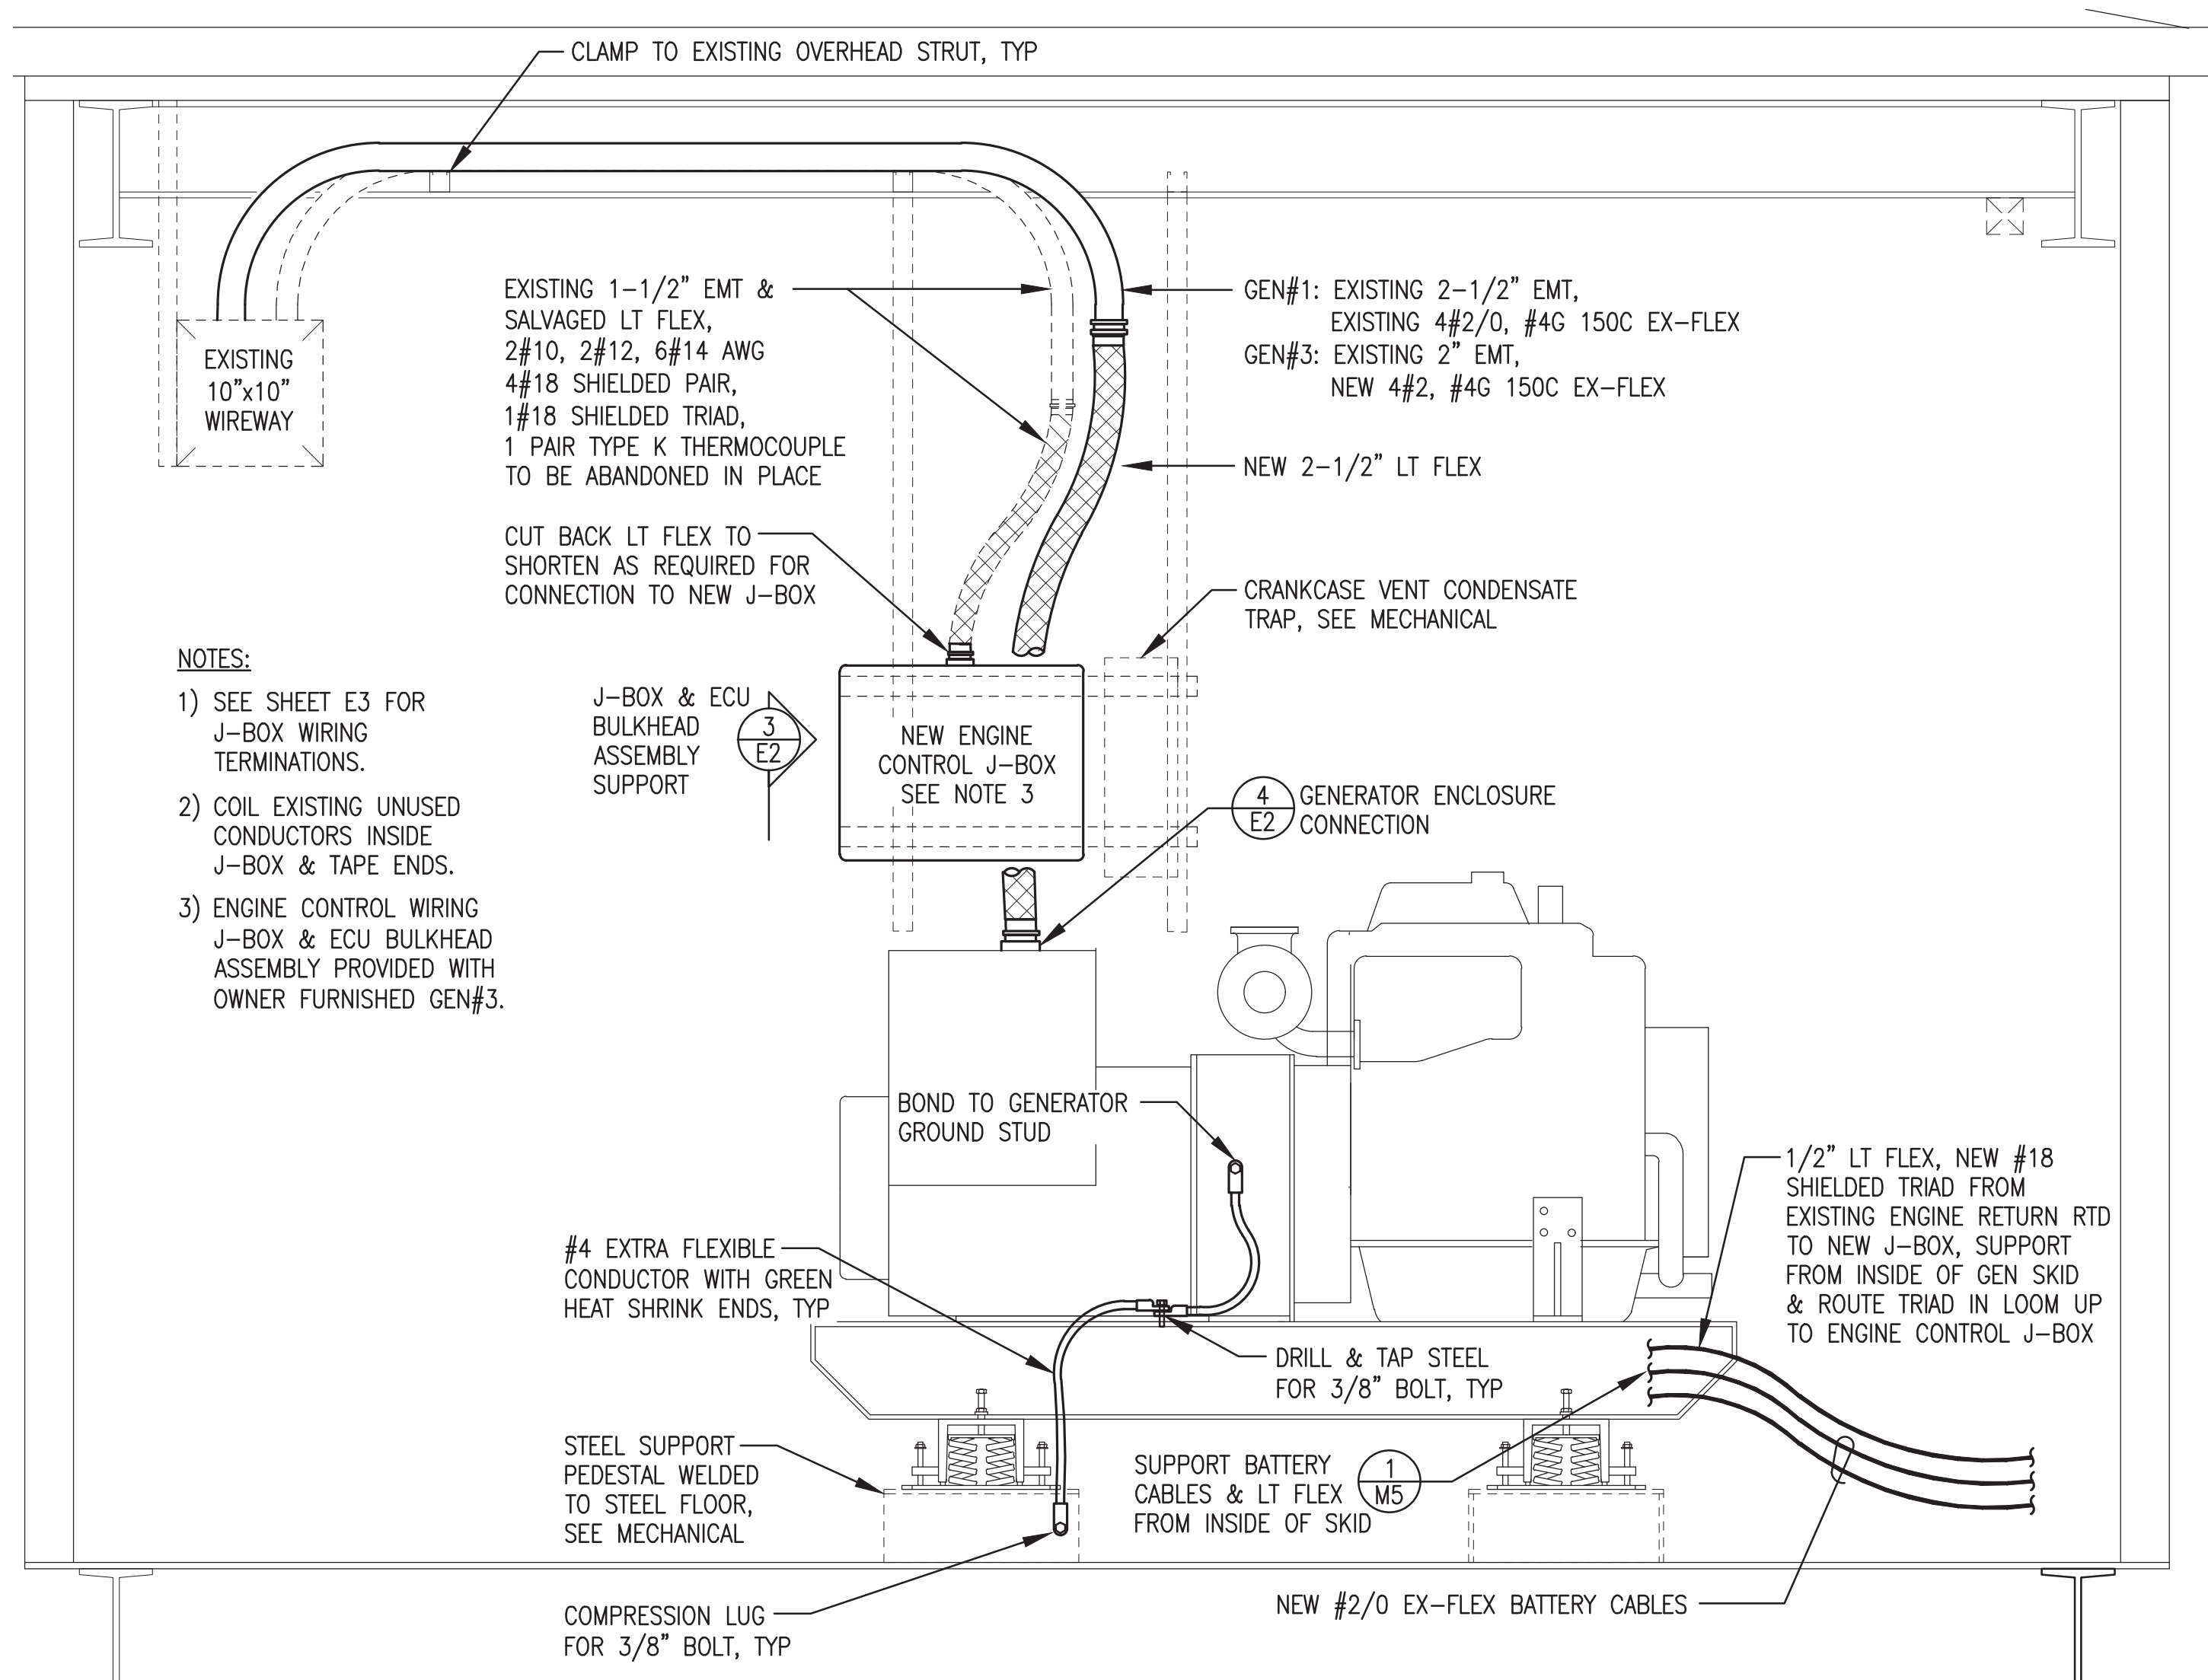 CLAMP TO EXISTING OVERHEAD STRUT, TYP
EXISTING
10"x10"
WIREWAY
EXISTING 1-1/2" EMT &
SALVAGED LT FLEX,
2#10, 2#12, 6#14 AWG
4#18 SHIELDED PAIR,
1#18 SHIELDED TRIAD,
1 PAIR TYPE K THERMOCOUPLE
TO BE ABANDONED IN PLACE
GEN#1: EXISTING 2-1/2" EMT,
EXISTING 4#2/0, #4G 150C EX-FLEX
GEN#3: EXISTING 2" EMT,
NEW 4#2, #4G 150C EX-FLEX
NEW 2-1/2" LT FLEX
CUT BACK LT FLEX TO
SHORTEN AS REQUIRED FOR
CONNECTION TO NEW J-BOX
CRANKCASE VENT CONDENSATE
TRAP, SEE MECHANICAL
NOTES:
1) SEE SHEET E3 FOR
J-BOX WIRING
TERMINATIONS.
2) COIL EXISTING UNUSED
CONDUCTORS INSIDE
J-BOX & TAPE ENDS.
3) ENGINE CONTROL WIRING
J-BOX & ECU BULKHEAD
ASSEMBLY PROVIDED WITH
OWNER FURNISHED GEN#3.
J-BOX & ECU
BULKHEAD
ASSEMBLY
SUPPORT
3
E2
NEW ENGINE
CONTROL J-BOX
SEE NOTE 3
4
E2
GENERATOR ENCLOSURE
CONNECTION
BOND TO GENERATOR
GROUND STUD
1/2" LT FLEX, NEW #18
SHIELDED TRIAD FROM
EXISTING ENGINE RETURN RTD
TO NEW J-BOX, SUPPORT
FROM INSIDE OF GEN SKID
& ROUTE TRIAD IN LOOM UP
TO ENGINE CONTROL J-BOX
#4 EXTRA FLEXIBLE
CONDUCTOR WITH GREEN
HEAT SHRINK ENDS, TYP
DRILL & TAP STEEL
FOR 3/8" BOLT, TYP
STEEL SUPPORT
PEDESTAL WELDED
TO STEEL FLOOR,
SEE MECHANICAL
SUPPORT BATTERY
CABLES & LT FLEX
FROM INSIDE OF SKID
1
M5
COMPRESSION LUG
FOR 3/8" BOLT, TYP
NEW #2/0 EX-FLEX BATTERY CABLES